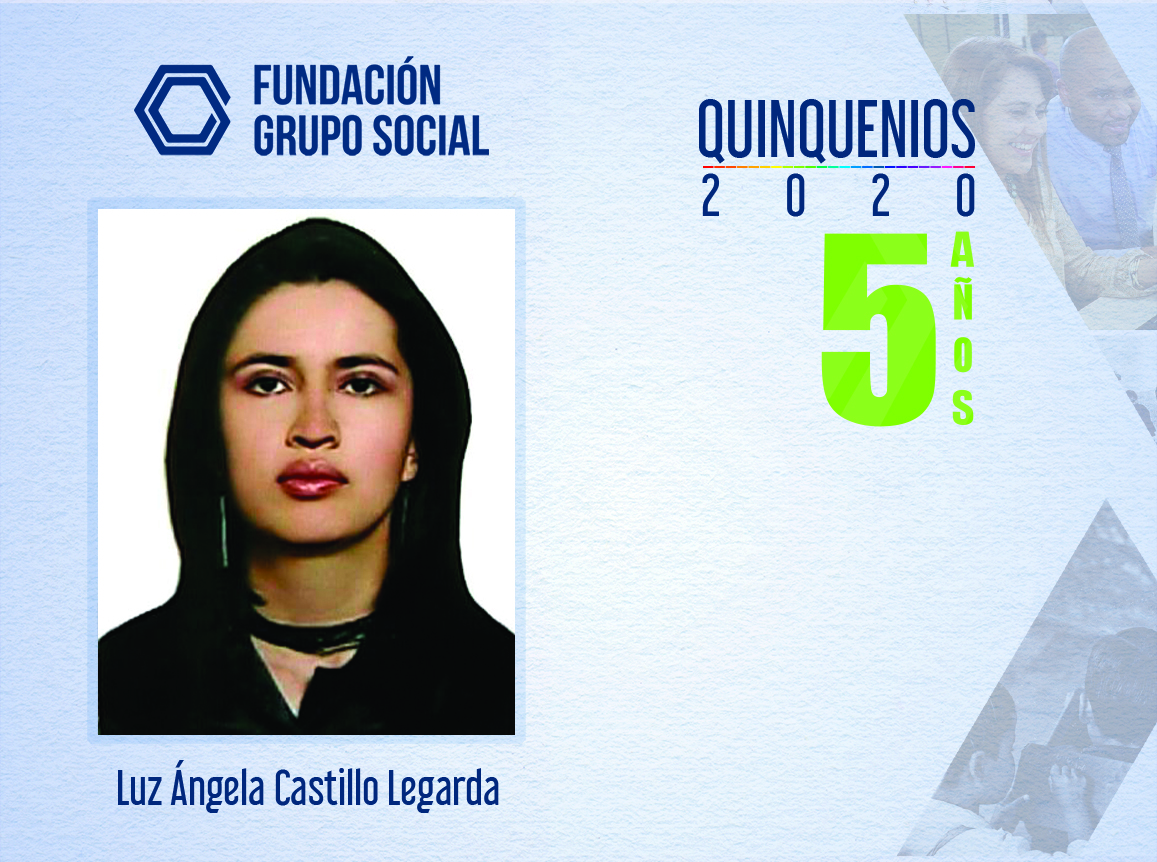 FUNDACIÓN
GRUPO SOCIAL
QUINQUENIOS
2020
5
AÑOS
Luz Ángela Castillo Legarda